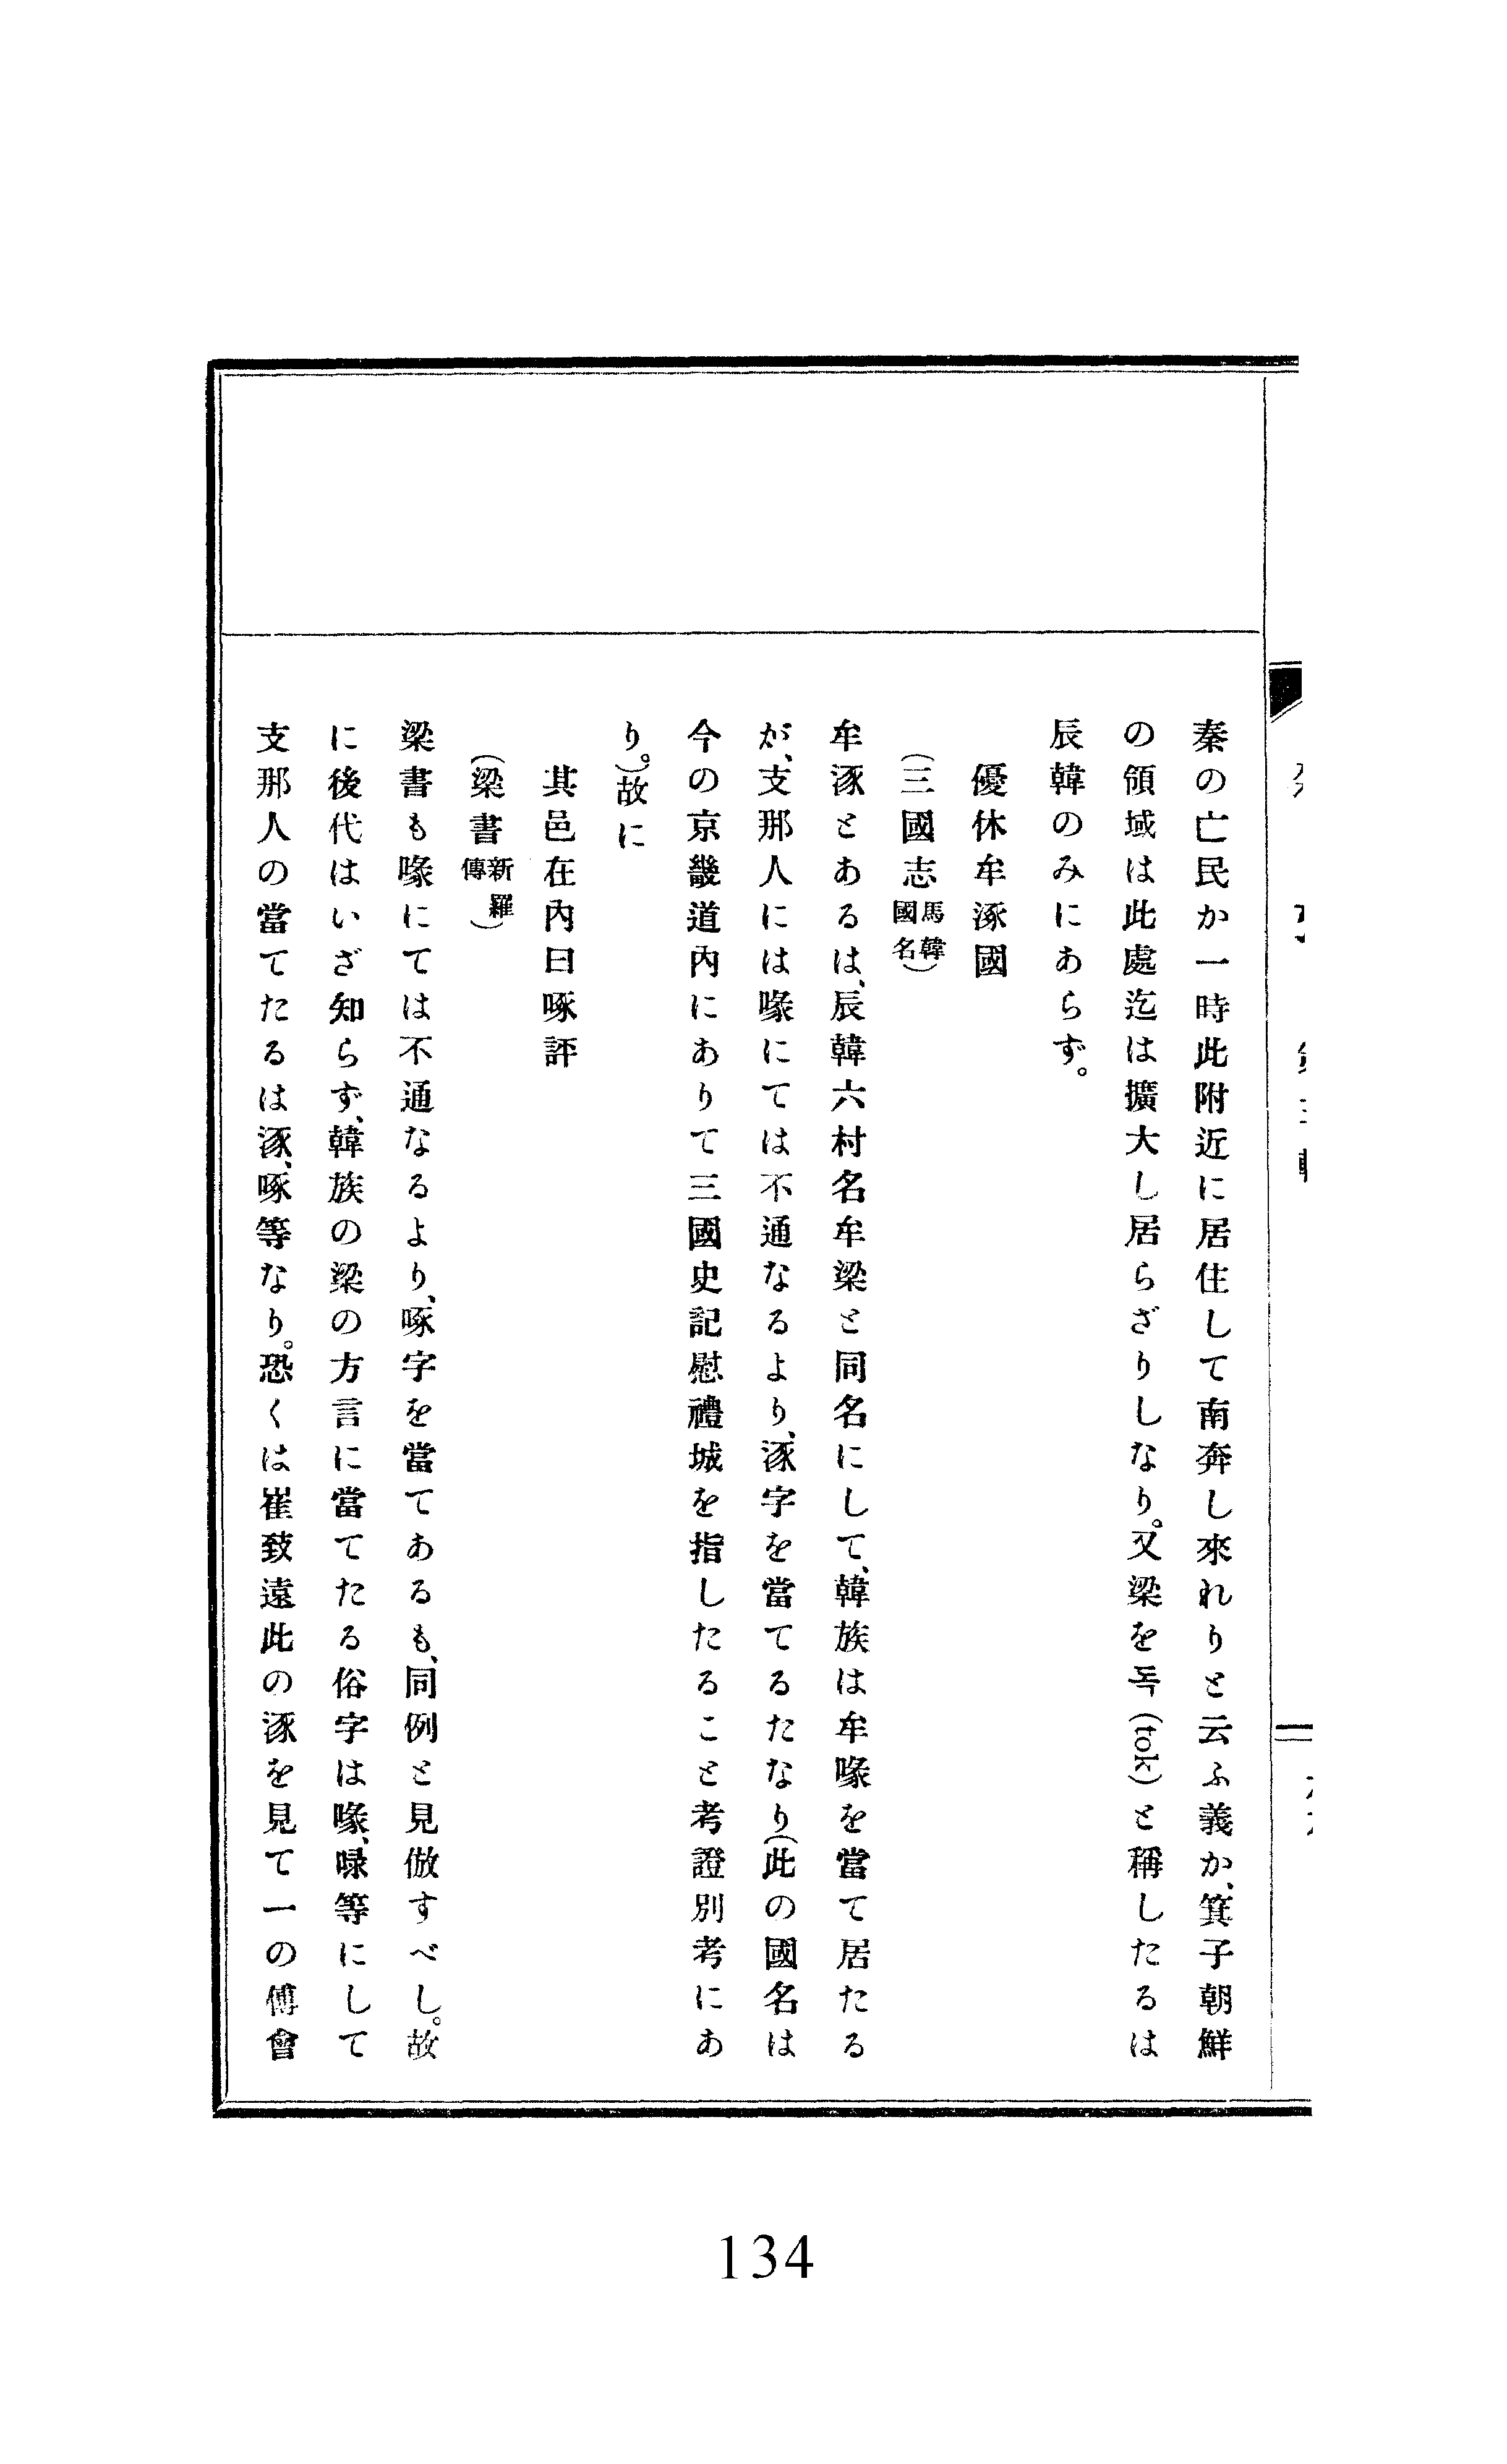 秦の亡民か一時此附近に居住して南奔し來れりと云ふ義か、箕子朝鮮
の領域は此處迄は擴大し居らざりしなり。又梁を독(tok)と稱したるは
辰韓のみにあらず。
優休牟涿國
(三國志馬韓國名)
牟涿とあるは、辰韓六村名牟梁と同名にして、韓族は牟喙を當て居たる
が、支那人には喙にては不通なるより、涿字を當てるたなり(此の國名は
今の京畿道內にありて三國史記慰禮城を指したること考證別考にあ
り。)故に
其邑在內曰啄評
(梁書新羅傳)
梁書も喙にては不通なるより、啄字を當てあるも、同例と見倣すべし。故
に後代はいざ知らず、韓族の梁の方言に當てたる俗字は喙、㖨等にして
支那人の當てたるは涿、啄等なり。恐くは崔致遠此の涿を見て一の傅會
134